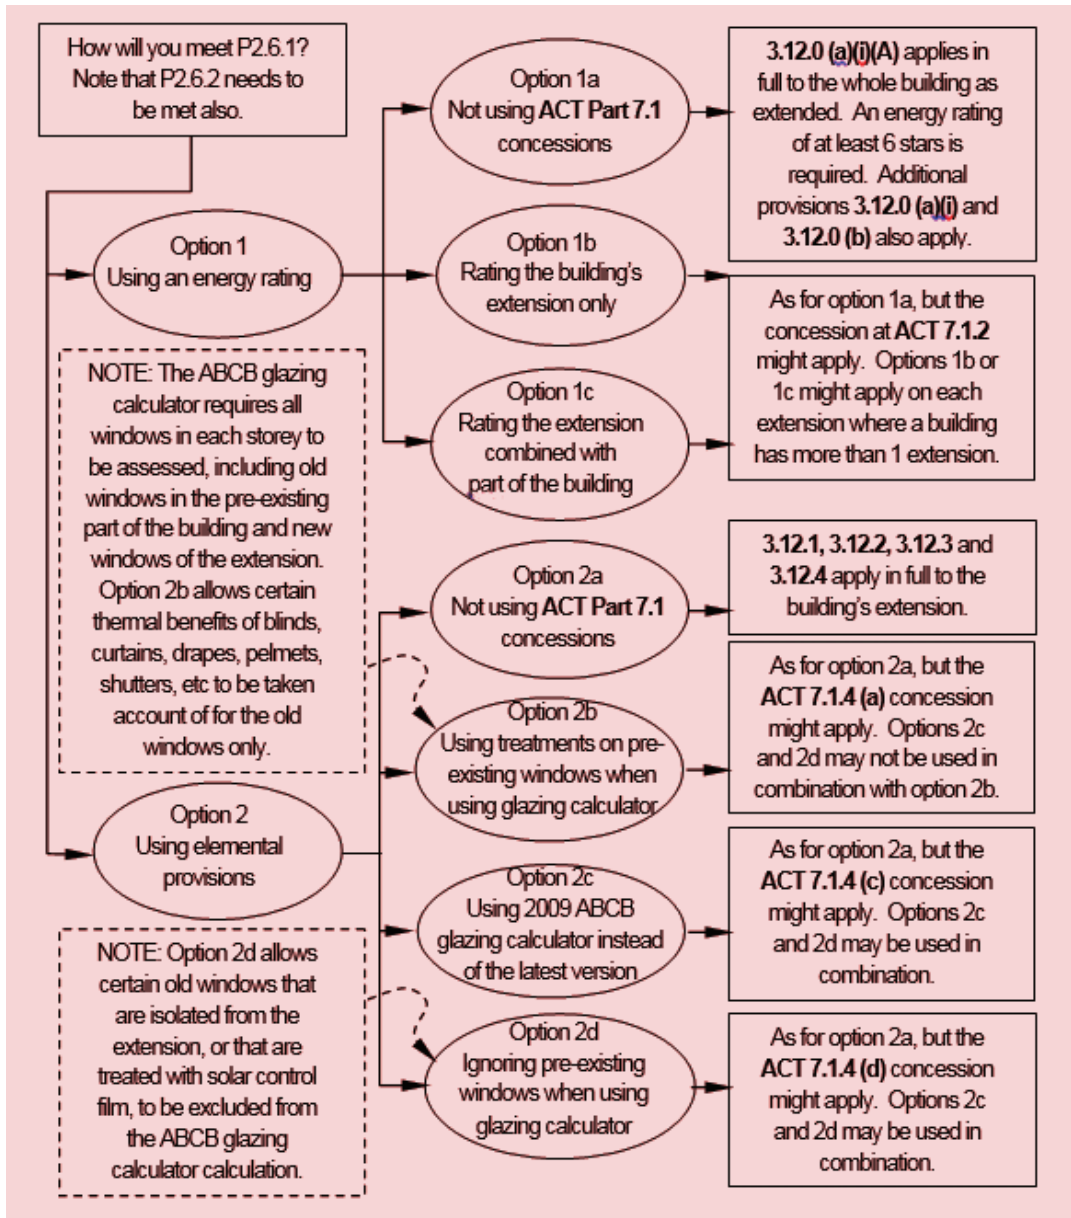 How will you meet P2.6.1?
Note that P2.6.2 needs to
be met also.
Option 1
Using an energy rating
NOTE: The ABCB glazing
calculator requires all
windows in each storey to
be assessed, including old
windows in the pre-existing
part of the building and new
windows of the extension.
Option 2b allows certain
thermal benefits of blinds,
curtains, drapes, pelmets,
shutters, etc to be taken
account of for the old
windows only.
Option 2
Using elemental
provisions
NOTE: Option 2d allows
certain old windows that
are isolated from the
extension, or that are
treated with solar control
film, to be excluded from
the ABCB glazing
calculator calculation.
Option 1a
Not using ACT Part 7.1
concessions
Option 1b
Rating the building's
extension only
Option 1c
Rating the extension
combined with
part of the building
Option 2a
Not using ACT Part 7.1
concessions
Option 2b
Using treatments on pre-
existing windows when
using glazing calculator
Option 2c
Using 2009 ABCB
glazing calculator instead
of the latest version
Option 2d
Ignoring pre-existing
windows when using
glazing calculator
3.12.0 (a)(i)(A) applies in
full to the whole building as
extended. An energy rating
of at least 6 stars is
required. Additional
provisions 3.12.0 (a)(i) and
3.12.0 (b) also apply.
As for option 1a, but the
concession at ACT 7.1.2
might apply. Options 1b or
1c might apply on each
extension where a building
has more than 1 extension.
3.12.1, 3.12.2, 3.12.3 and
3.12.4 apply in full to the
building's extension.
As for option 2a, but the
ACT 7.1.4 (a) concession
might apply. Options 2c
and 2d may not be used in
combination with option 2b.
As for option 2a, but the
ACT 7.1.4 (c) concession
might apply. Options 2c
and 2d may be used in
combination.
As for option 2a, but the
ACT 7.1.4 (d) concession
might apply. Options 2c
and 2d may be used in
combination.